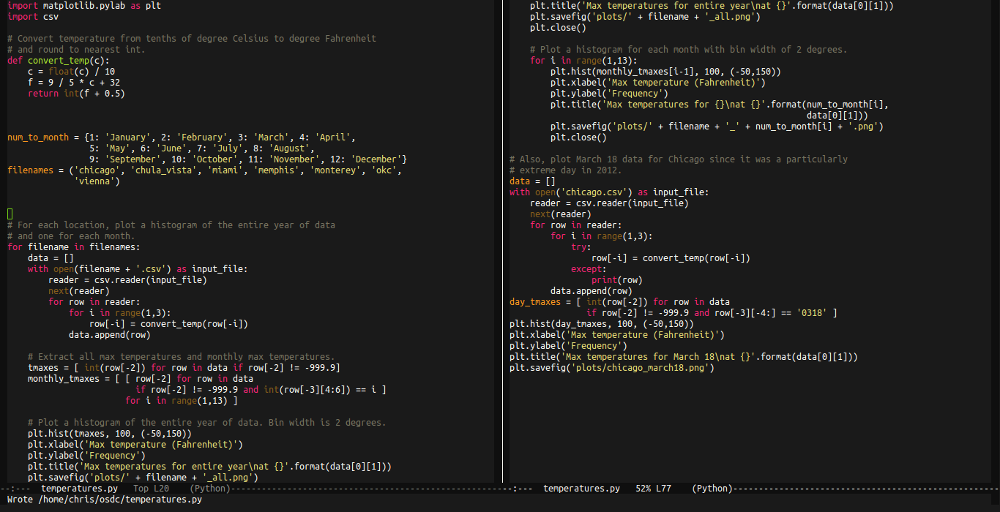 import matplotlib.pylab as plt
import csv

# Convert temperature from tenths of degree Celsius to degree Fahrenheit
# and round to nearest int.
def convert_temp(c):
    c = float(c) / 10
    f = 9 / 5 * c + 32
    return int(f + 0.5)

num_to_month = {1: 'January', 2: 'February', 3: 'March', 4: 'April',
                5: 'May', 6: 'June', 7: 'July', 8: 'August',
                9: 'September', 10: 'October', 11: 'November', 12: 'December'}
filenames = ('chicago', 'chula_vista', 'miami', 'memphis', 'monterey', 'okc',
             'vienna')

# For each location, plot a histogram of the entire year of data
# and one for each month.
for filename in filenames:
    data = []
    with open(filename + '.csv') as input_file:
        reader = csv.reader(input_file)
        next(reader)
        for row in reader:
            for i in range(1,3):
                row[-i] = convert_temp(row[-i])
            data.append(row)

    # Extract all max temperatures and monthly max temperatures.
    tmaxes = [ int(row[-2]) for row in data if row[-2] != -999.9]
    monthly_tmaxes = [ [ row[-2] for row in data
                         if row[-2] != -999.9 and int(row[-3][4:6]) == i ]
                       for i in range(1,13) ]

    # Plot a histogram of the entire year of data. Bin width is 2 degrees.
    plt.hist(tmaxes, 100, (-50,150))
    plt.xlabel('Max temperature (Fahrenheit)')
    plt.ylabel('Frequency')
    plt.title('Max temperatures for entire year\nat {}'.format(data[0][1]))
    plt.savefig('plots/' + filename + '_all.png')
--:--- temperatures.py Top L20 (Python)
    plt.title('Max temperatures for entire year\nat {}'.format(data[0][1]))
    plt.savefig('plots/' + filename + '_all.png')
    plt.close()

    # Plot a histogram for each month with bin width of 2 degrees.
    for i in range(1,13):
        plt.hist(monthly_tmaxes[i-1], 100, (-50,150))
        plt.xlabel('Max temperature (Fahrenheit)')
        plt.ylabel('Frequency')
        plt.title('Max temperatures for {}\nat {}'.format(num_to_month[i],
                                                          data[0][1]))
        plt.savefig('plots/' + filename + '_' + num_to_month[i] + '.png')
        plt.close()

# Also, plot March 18 data for Chicago since it was a particularly
# extreme day in 2012.
data = []
with open('chicago.csv') as input_file:
    reader = csv.reader(input_file)
    next(reader)
    for row in reader:
        for i in range(1,3):
            try:
                row[-i] = convert_temp(row[-i])
            except:
                print(row)
        data.append(row)
day_tmaxes = [ int(row[-2]) for row in data
               if row[-2] != -999.9 and row[-3][-4:] == '0318' ]
plt.hist(day_tmaxes, 100, (-50,150))
plt.xlabel('Max temperature (Fahrenheit)')
plt.ylabel('Frequency')
plt.title('Max temperatures for March 18\nat {}'.format(data[0][1]))
plt.savefig('plots/chicago_march18.png')
--:--- temperatures.py 52% L77 (Python)
Wrote /home/chris/osdc/temperatures.py